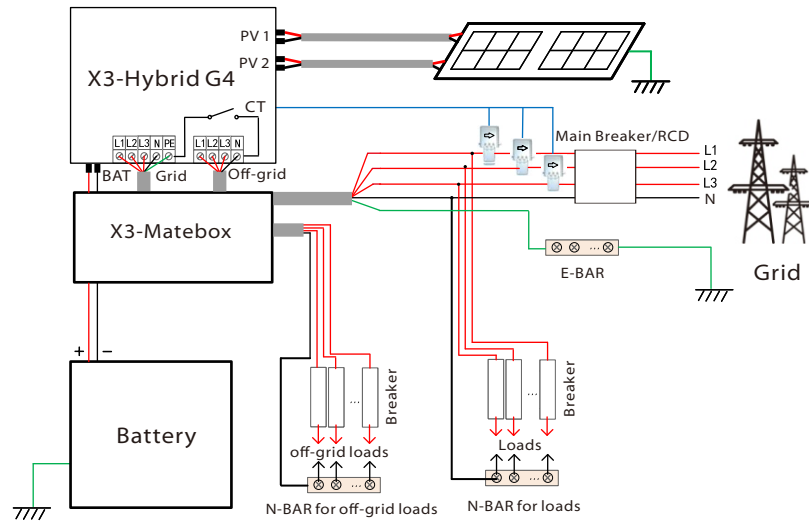 PV 1
PV 2
X3-Hybrid G4
CT
L1 L2 L3 N PE
L1 L2 L3 N
BAT
Grid
Off-grid
Main Breaker/RCD
L1
L2
L3
N
X3-Matebox
E-BAR
Grid
+
−
Battery
...
Breaker
off-grid loads
...
N-BAR for off-grid loads
...
Breaker
Loads
...
N-BAR for loads
...